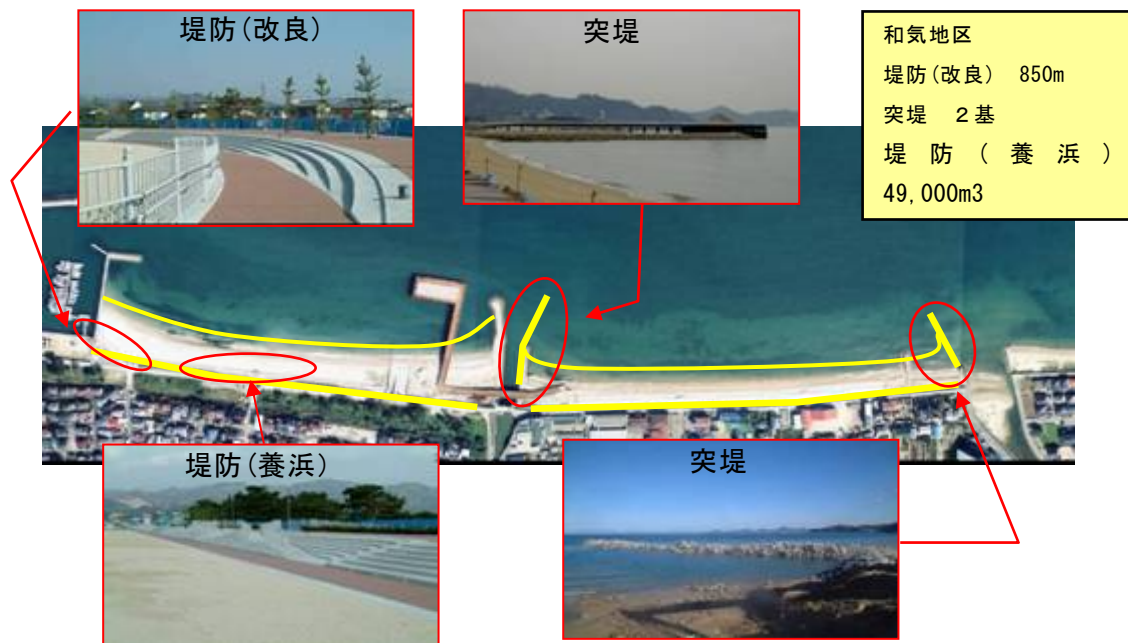 堤防(改良)
突堤
和気地区
堤防(改良) 850m
突堤 2基
堤防(養浜)
49,000m3
堤防(養浜)
突堤